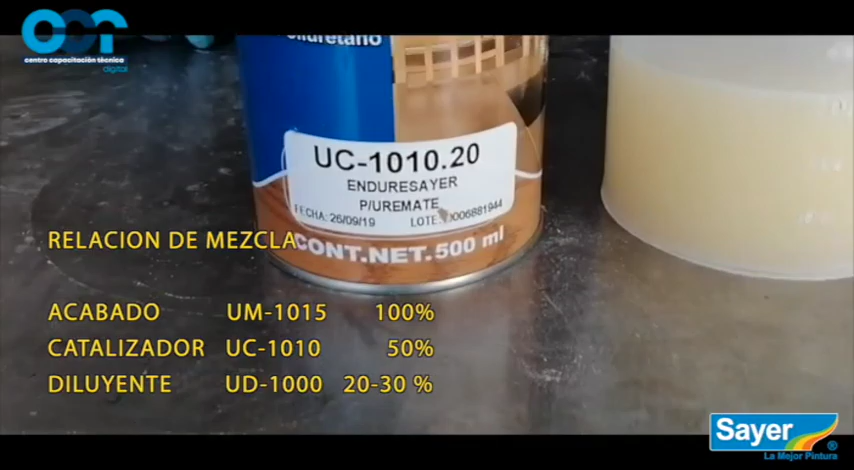 CCT
centro capacitación técnica
digital
Poliuretano
UC-1010.20
ENDURESAYER
P/UREMATE
FECHA: 26/09/19 LOTE: 0006881944
CONT.NET. 500 ml
RELACION DE MEZCLA
ACABADO UM-1015 100%
CATALIZADOR UC-1010 50%
DILUYENTE UD-1000 20-30 %
Sayer
®
La Mejor Pintura